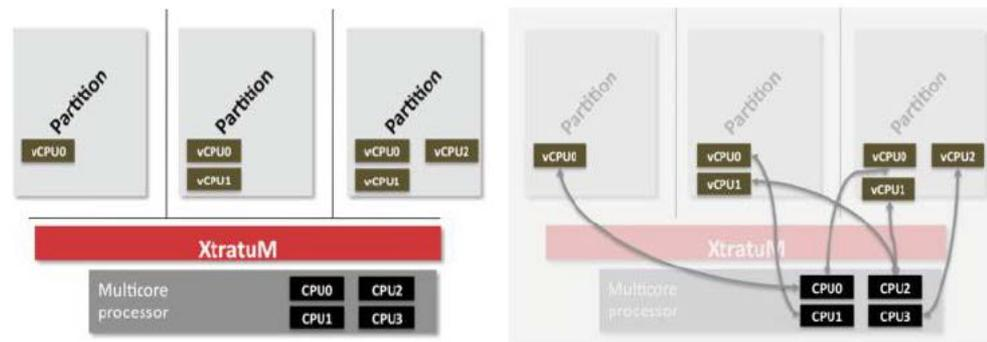 Partition
Partition
Partition
vCPU0
vCPU0
vCPU0
vCPU2
vCPU1
vCPU1
XtratuM
Multicore
processor
CPU0
CPU2
CPU1
CPU3
Partition
Partition
Partition
vCPU0
vCPU0
vCPU0
vCPU2
vCPU1
vCPU1
XtratuM
Multicore
processor
CPU0
CPU2
CPU1
CPU3